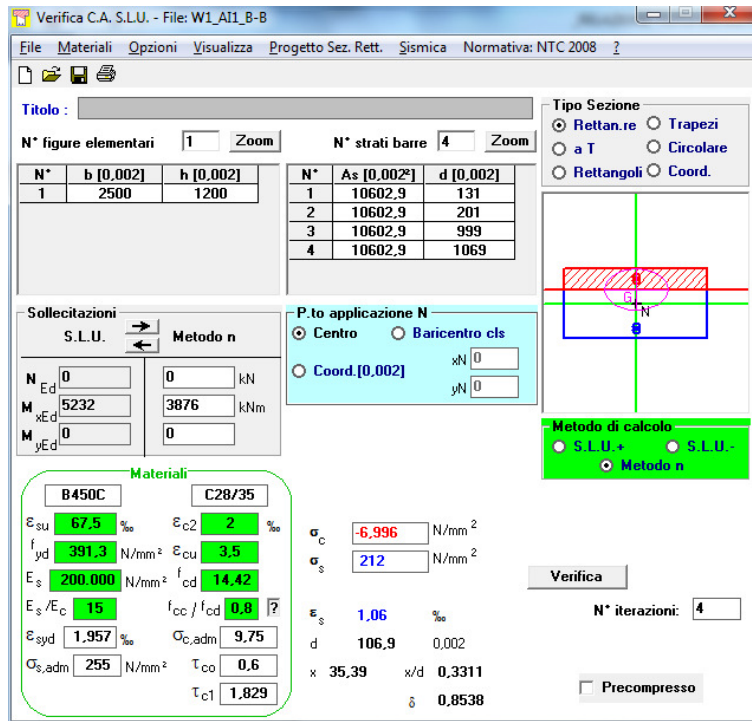 Verifica C.A. S.L.U. - File: W1_AI1_B-B
File Materiali Opzioni Visualizza Progetto Sez. Rett. Sismica Normativa: NTC 2008 ?
Titolo :
N* figure elementari 1 Zoom
N* strati barre 4 Zoom
N* b [0,002] h [0,002]
1 2500 1200
N* As [0,002²] d [0,002]
1 10602,9 131
2 10602,9 201
3 10602,9 999
4 10602,9 1069
Tipo Sezione
Rettan.re Trapezi
a T Circolare
Rettangoli Coord.
G N
Sollecitazioni
S.L.U. Metodo n
N Ed 0 0 kN
M xEd 5232 3876 kNm
M yEd 0 0
P.to applicazione N
Centro Baricentro cls
Coord.[0,002] xN 0
yN 0
Metodo di calcolo
S.L.U.+ S.L.U.-
Metodo n
Materiali
B450C C28/35
εsu 67,5 ‰ εc2 2 ‰
fyd 391,3 N/mm² εcu 3,5
Es 200.000 N/mm² fcd 14,42
Es/Ec 15 fcc / fcd 0,8 ?
εsyd 1,957 ‰ σc,adm 9,75
σs,adm 255 N/mm² τco 0,6
τc1 1,829
σc -6,996 N/mm²
σs 212 N/mm²
εs 1,06 ‰
d 106,9 0,002
x 35,39 x/d 0,3311
δ 0,8538
Verifica
N* iterazioni: 4
Precompresso